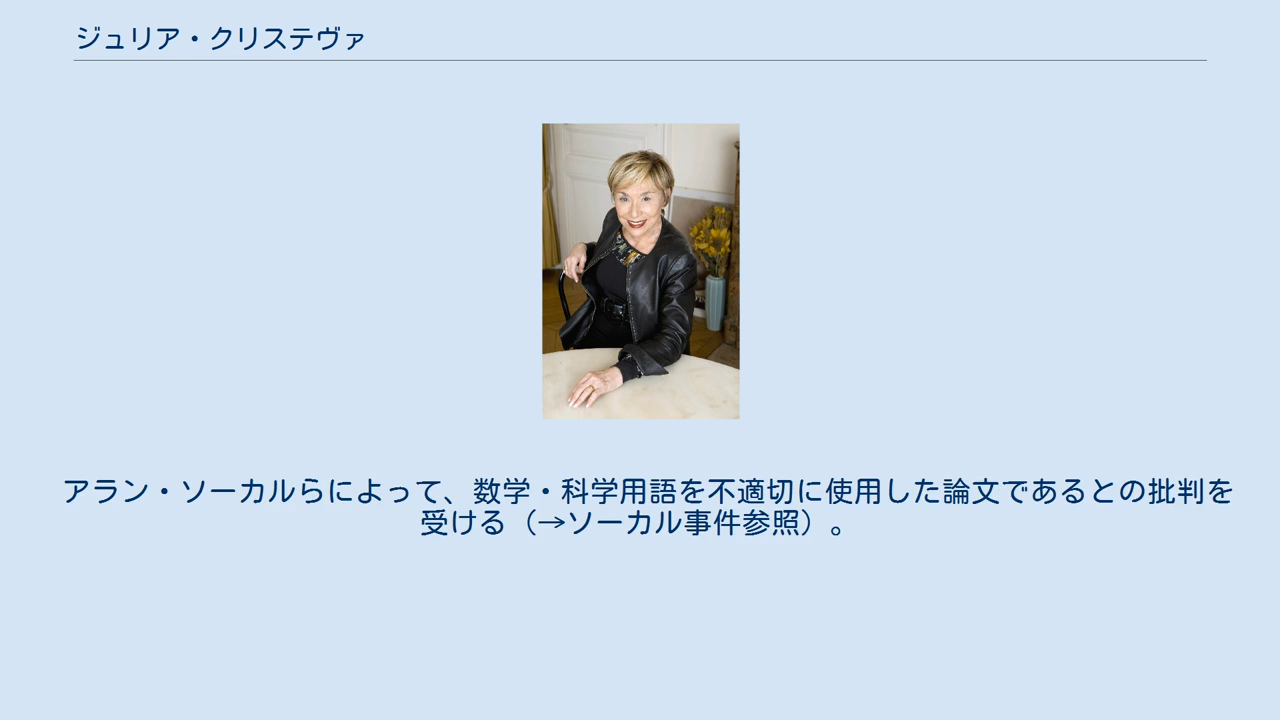 ジュリア・クリステヴァ
アラン・ソーカルらによって、数学・科学用語を不適切に使用した論文であるとの批判を
受ける（→ソーカル事件参照）。